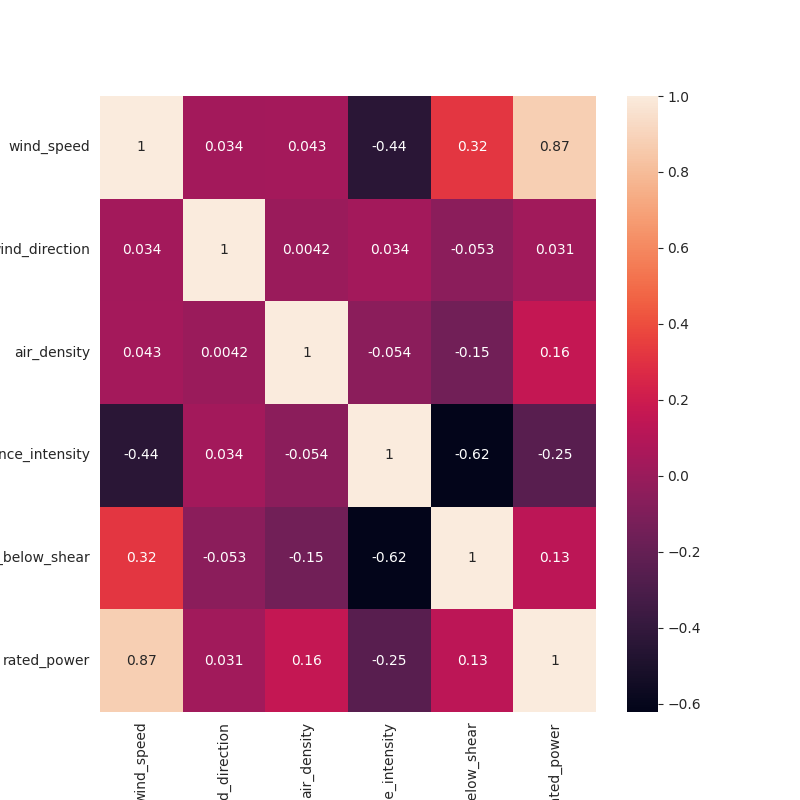 1.0
wind_speed 1 0.034 0.043 -0.44 0.32 0.87
0.8
0.6
ind_direction 0.034 1 0.0042 0.034 -0.053 0.031
0.4
air_density 0.043 0.0042 1 -0.054 -0.15 0.16
0.2
0.0
nce_intensity -0.44 0.034 -0.054 1 -0.62 -0.25
−0.2
_below_shear 0.32 -0.053 -0.15 -0.62 1 0.13
−0.4
rated_power 0.87 0.031 0.16 -0.25 0.13 1
−0.6
wind_speed
d_direction
air_density
e_intensity
elow_shear
ated_power